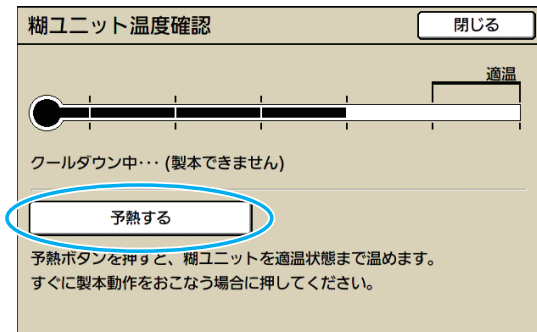 糊ユニット温度確認
閉じる
適温
クールダウン中･･･ (製本できません)
予熱する
予熱ボタンを押すと、糊ユニットを適温状態まで温めます。
すぐに製本動作をおこなう場合に押してください。